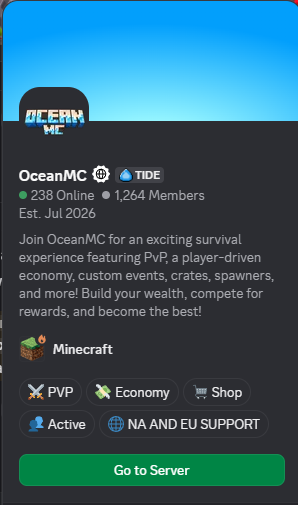 OCEAN
MC
OceanMC TIDE
238 Online 1,264 Members
Est. Jul 2026
Join OceanMC for an exciting survival
experience featuring PvP, a player-driven
economy, custom events, crates, spawners,
and more! Build your wealth, compete for
rewards, and become the best!
Minecraft
PVP Economy Shop
Active NA AND EU SUPPORT
Go to Server